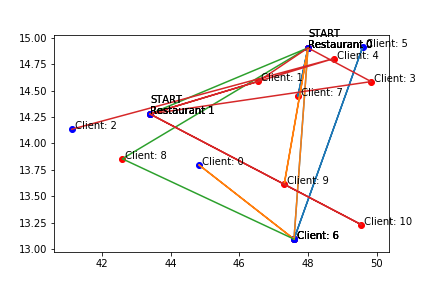 START
Restaurant 0
Client: 5
Client: 4
Client: 1
Client: 3
Client: 7
START
Restaurant 1
Client: 2
Client: 8
Client: 0
Client: 9
Client: 10
Client: 6
15.00
14.75
14.50
14.25
14.00
13.75
13.50
13.25
13.00
42 44 46 48 50